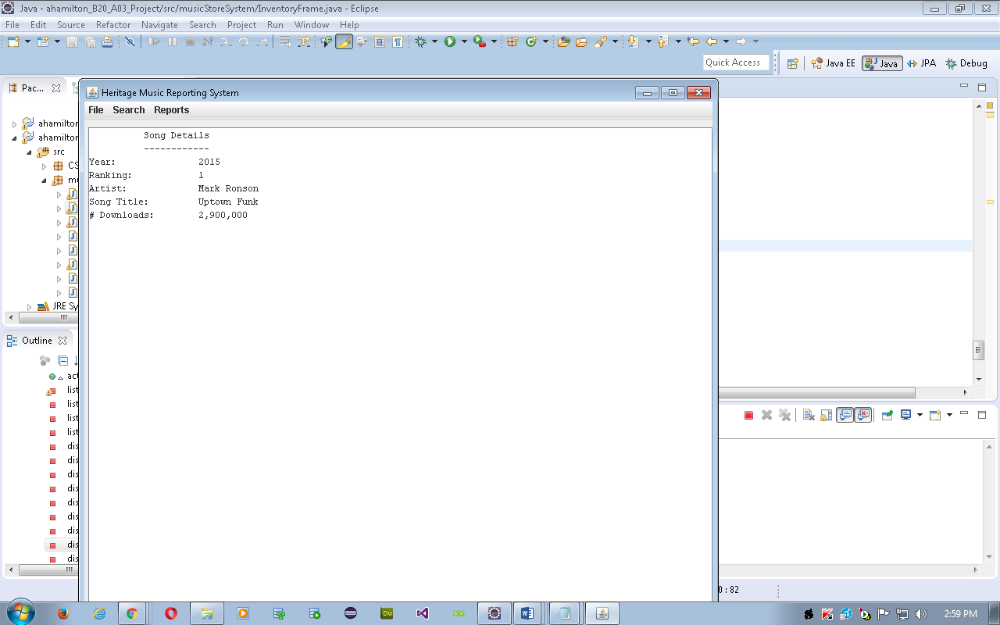 Java - ahamilton_B20_A03_Project/src/musicStoreSystem/InventoryFrame.java - Eclipse
File Edit Source Refactor Navigate Search Project Run Window Help
Quick Access
Java EE Java JPA Debug
Pac...
Heritage Music Reporting System
File Search Reports
ahamilton
ahamilton
src
CS
mu
JRE Sy
Song Details
------------
Year: 2015
Ranking: 1
Artist: Mark Ronson
Song Title: Uptown Funk
# Downloads: 2,900,000
Outline
act
list
list
list
list
dis
dis
dis
dis
dis
dis
dis
dis
dis
0 : 82
Dw
W
2:59 PM